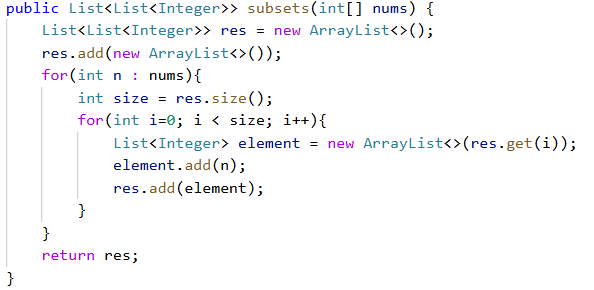 public List<List<Integer>> subsets(int[] nums) {
    List<List<Integer>> res = new ArrayList<>();
    res.add(new ArrayList<>());
    for(int n : nums){
        int size = res.size();
        for(int i=0; i < size; i++){
            List<Integer> element = new ArrayList<>(res.get(i));
            element.add(n);
            res.add(element);
        }
    }
    return res;
}